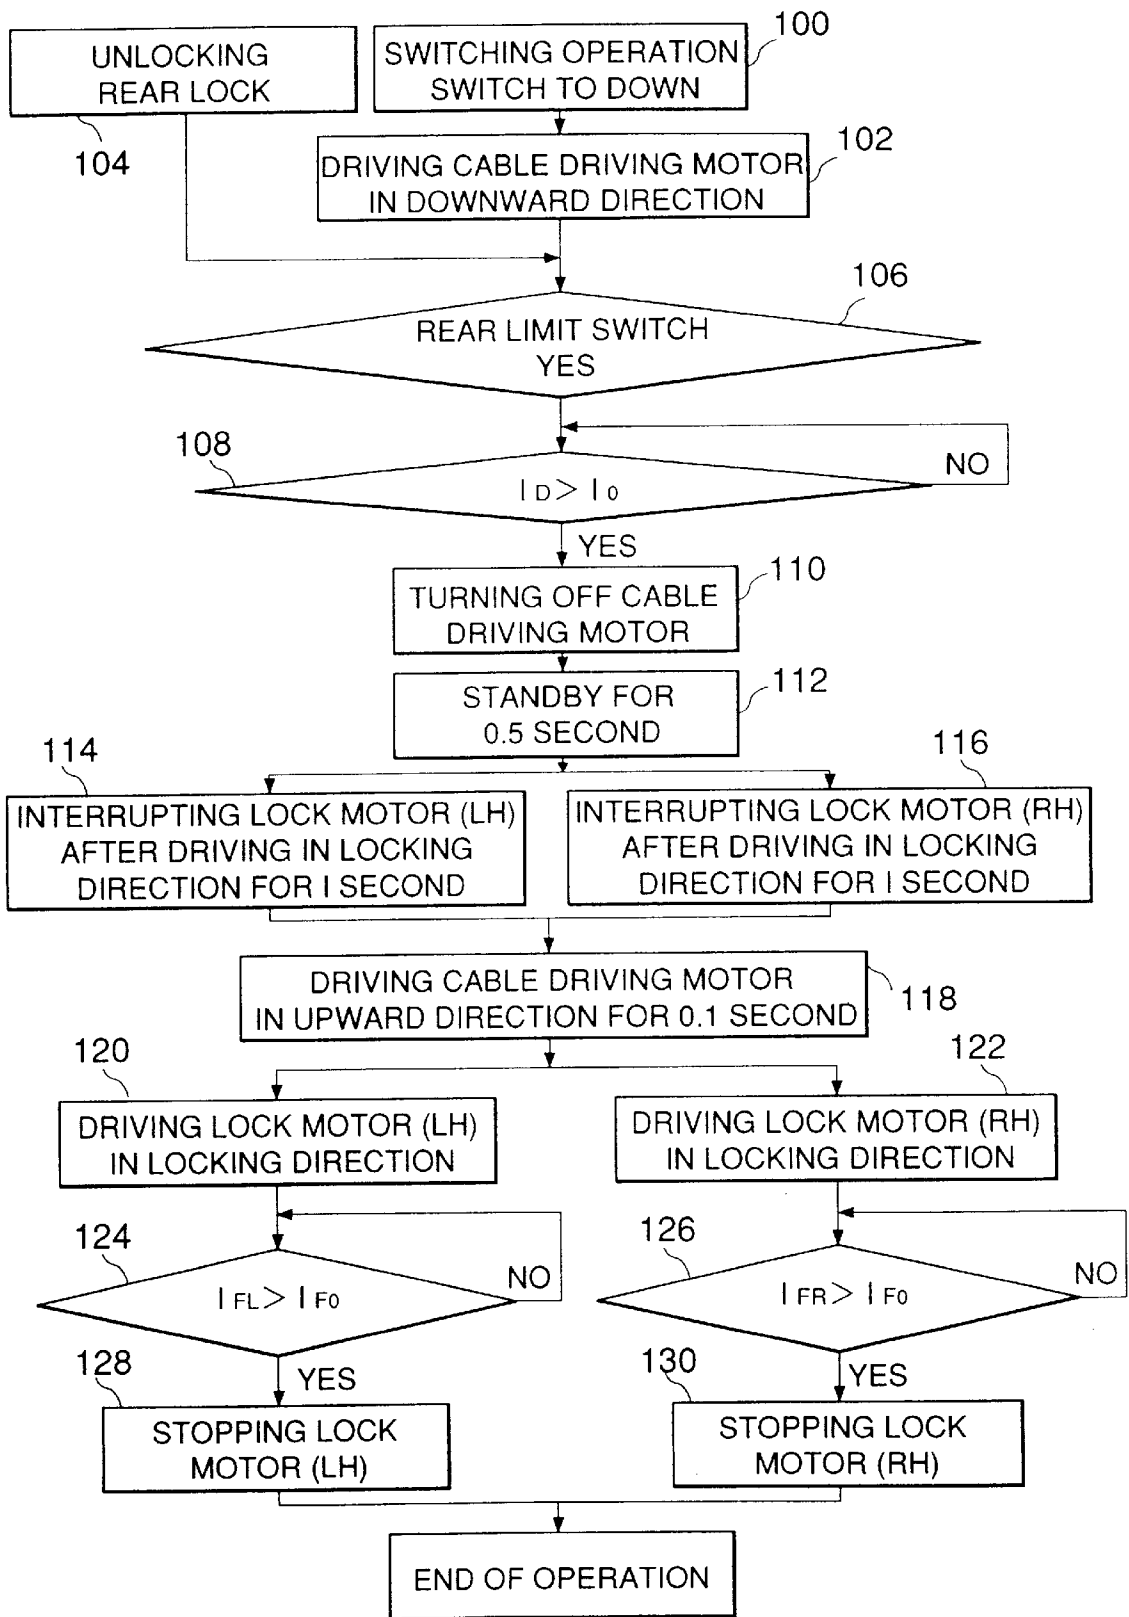 100
UNLOCKING
REAR LOCK
SWITCHING OPERATION
SWITCH TO DOWN
104
102
DRIVING CABLE DRIVING MOTOR
IN DOWNWARD DIRECTION
106
REAR LIMIT SWITCH
YES
108
NO
I D > I 0
YES
110
TURNING OFF CABLE
DRIVING MOTOR
112
STANDBY FOR
0.5 SECOND
114
116
INTERRUPTING LOCK MOTOR (LH)
AFTER DRIVING IN LOCKING
DIRECTION FOR I SECOND
INTERRUPTING LOCK MOTOR (RH)
AFTER DRIVING IN LOCKING
DIRECTION FOR I SECOND
DRIVING CABLE DRIVING MOTOR
IN UPWARD DIRECTION FOR 0.1 SECOND
118
120
122
DRIVING LOCK MOTOR (LH)
IN LOCKING DIRECTION
DRIVING LOCK MOTOR (RH)
IN LOCKING DIRECTION
124
126
NO
NO
I FL > I F0
I FR > I F0
128
YES
130
YES
STOPPING LOCK
MOTOR (LH)
STOPPING LOCK
MOTOR (RH)
END OF OPERATION